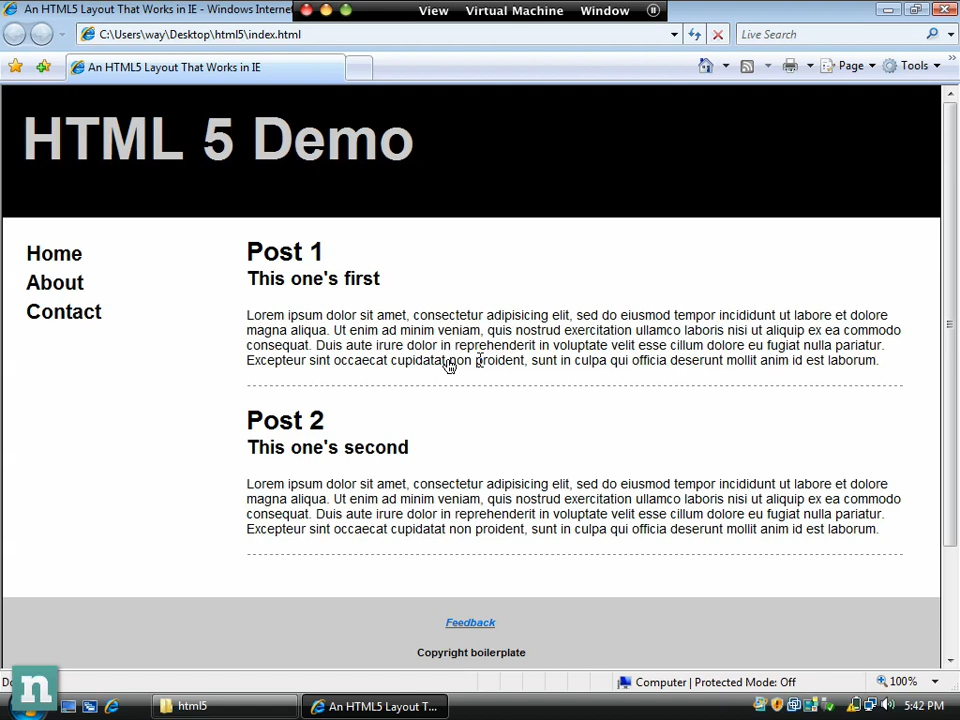 An HTML5 Layout That Works in IE - Windows Internet
View Virtual Machine Window
C:\Users\way\Desktop\html5\index.html
Live Search
An HTML5 Layout That Works in IE
Page Tools
HTML 5 Demo
Home
About
Contact
Post 1
This one's first
Lorem ipsum dolor sit amet, consectetur adipisicing elit, sed do eiusmod tempor incididunt ut labore et dolore
magna aliqua. Ut enim ad minim veniam, quis nostrud exercitation ullamco laboris nisi ut aliquip ex ea commodo
consequat. Duis aute irure dolor in reprehenderit in voluptate velit esse cillum dolore eu fugiat nulla pariatur.
Excepteur sint occaecat cupidatat non proident, sunt in culpa qui officia deserunt mollit anim id est laborum.
Post 2
This one's second
Lorem ipsum dolor sit amet, consectetur adipisicing elit, sed do eiusmod tempor incididunt ut labore et dolore
magna aliqua. Ut enim ad minim veniam, quis nostrud exercitation ullamco laboris nisi ut aliquip ex ea commodo
consequat. Duis aute irure dolor in reprehenderit in voluptate velit esse cillum dolore eu fugiat nulla pariatur.
Excepteur sint occaecat cupidatat non proident, sunt in culpa qui officia deserunt mollit anim id est laborum.
Feedback
Copyright boilerplate
Computer | Protected Mode: Off
100%
n
html5
An HTML5 Layout T...
5:42 PM